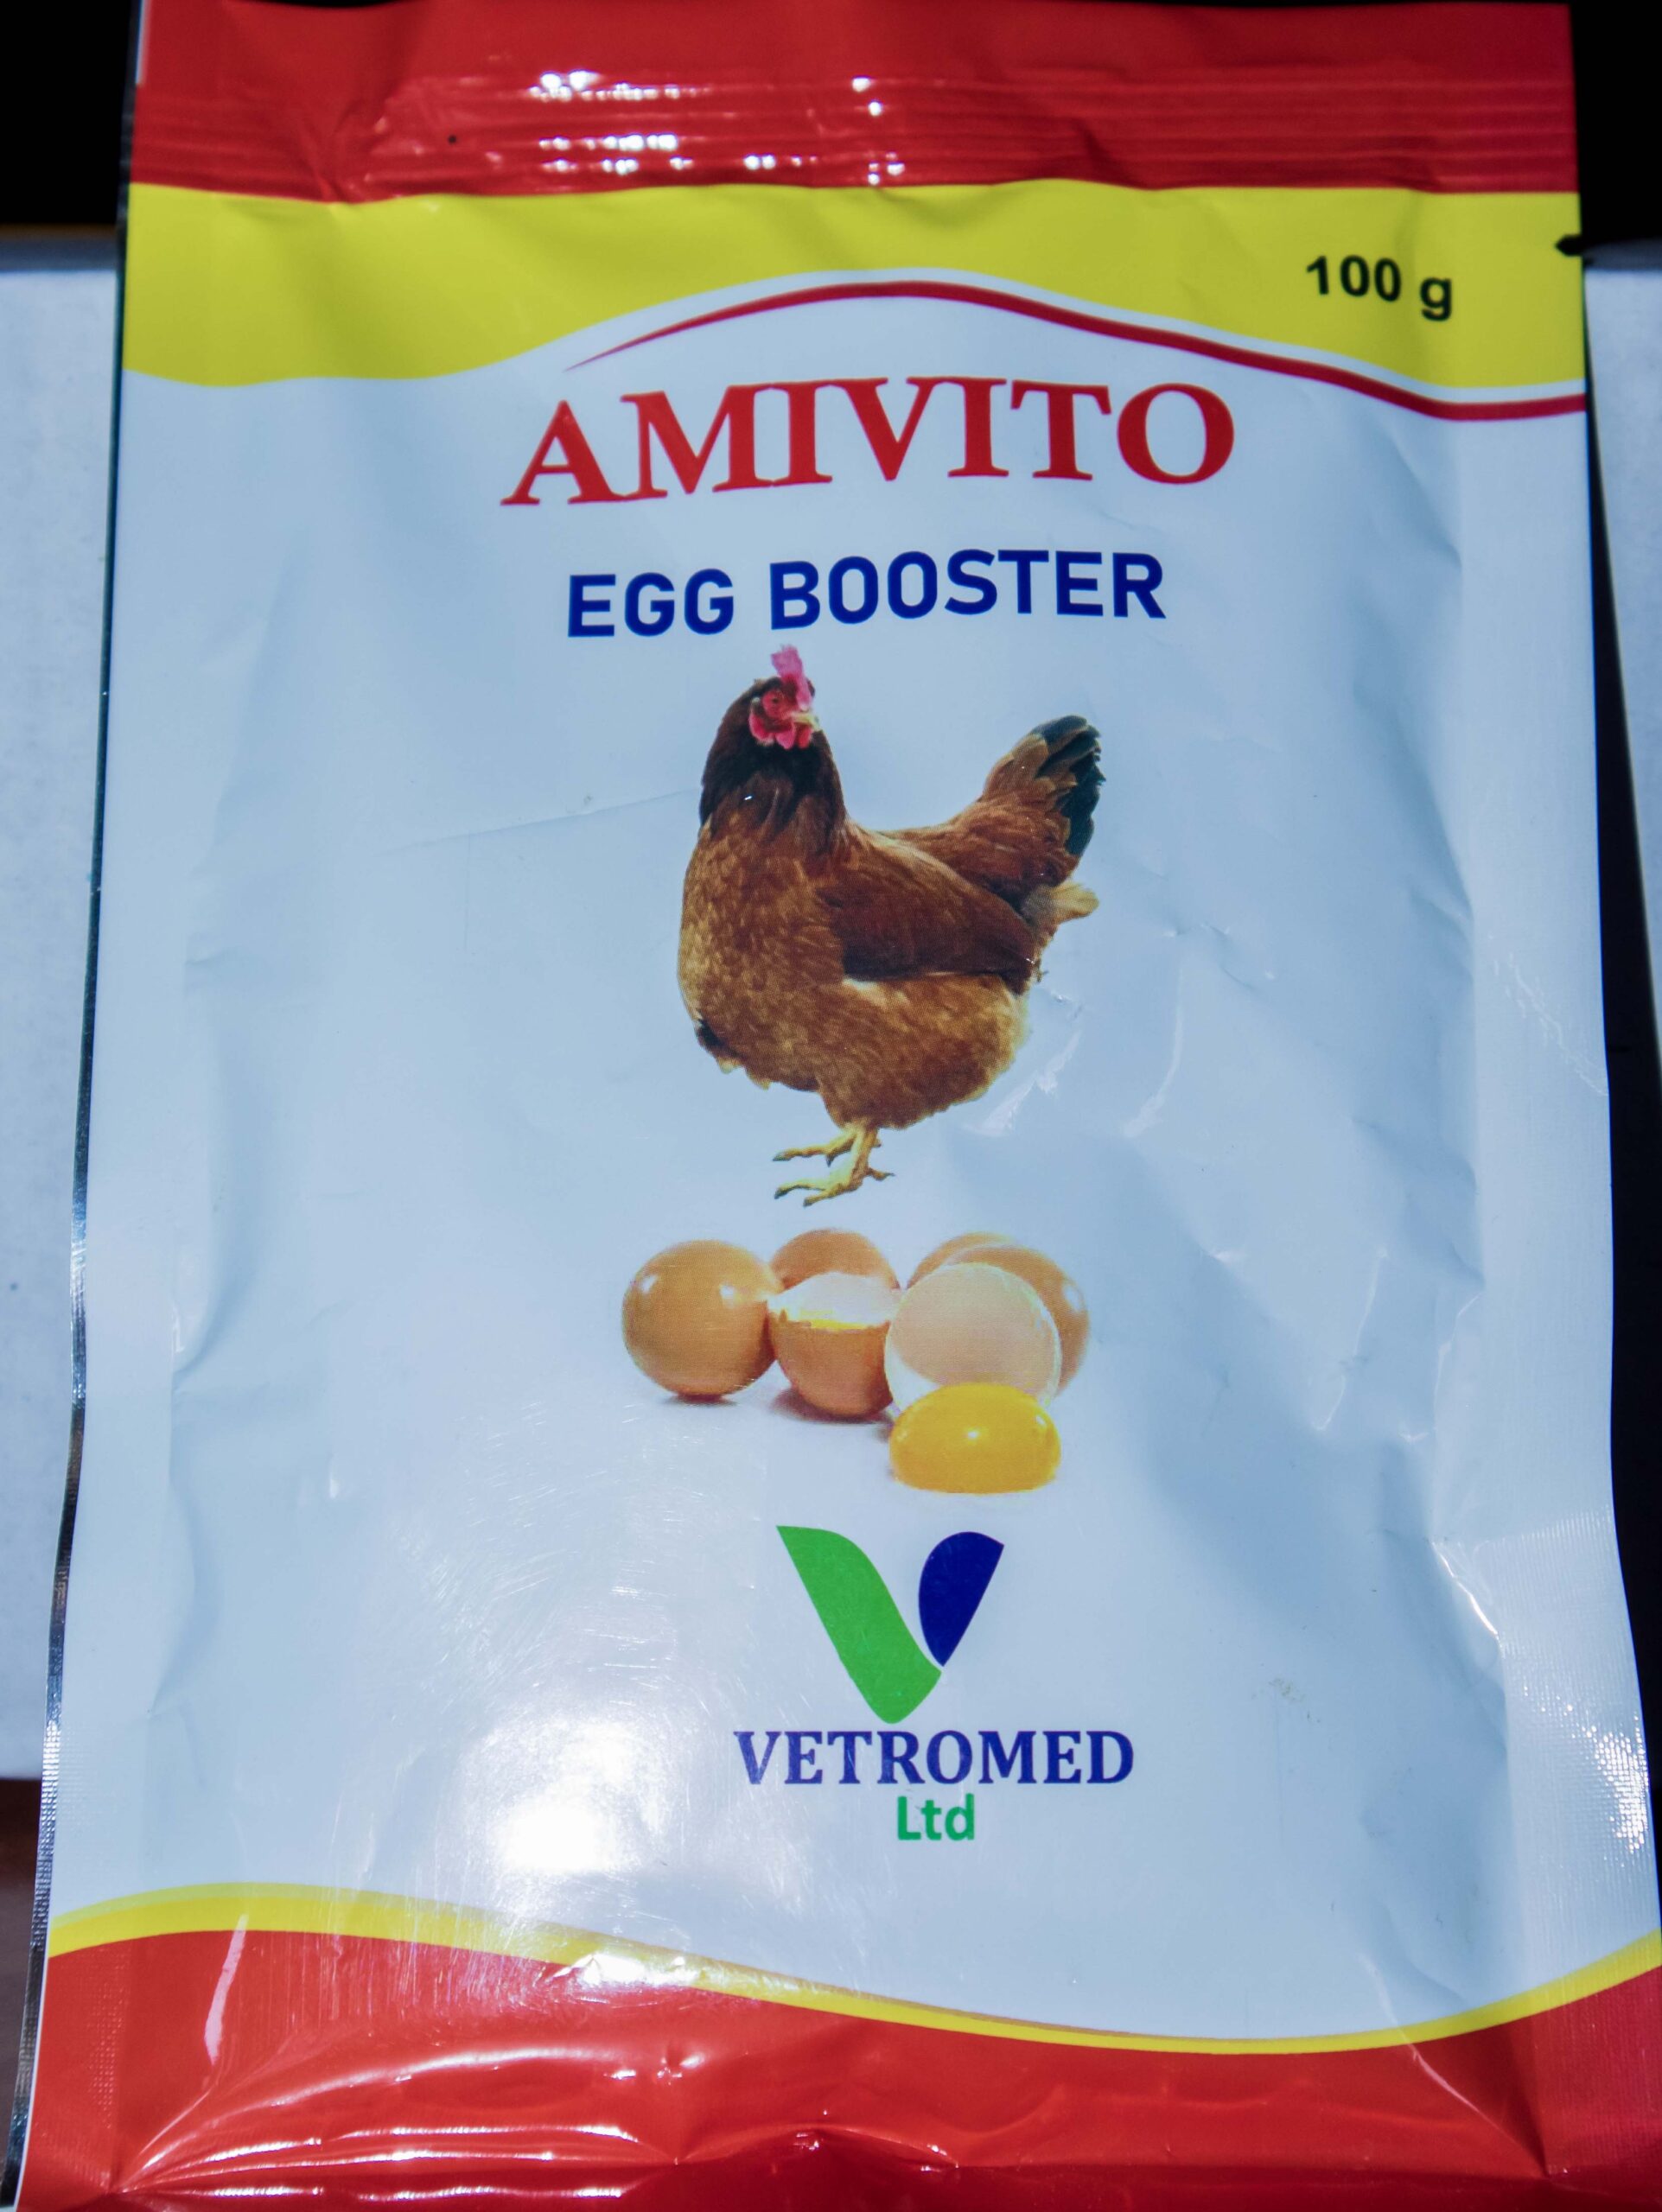 100 g
AMIVITO
EGG BOOSTER
VETROMED
Ltd